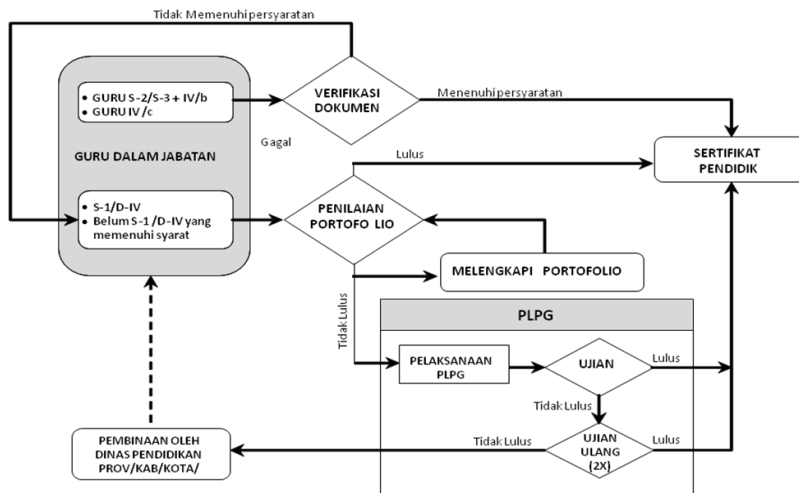 Tidak Memenuhi persyaratan
• GURU S-2/S-3 + IV/b
• GURU IV/c
VERIFIKASI
DOKUMEN
Menenuhi persyaratan
GURU DALAM JABATAN
Gagal
Lulus
SERTIFIKAT
PENDIDIK
• S-1/D-IV
• Belum S-1 /D-IV yang
memenuhi syarat
PENILAIAN
PORTOFO LIO
MELENGKAPI PORTOFOLIO
Tidak Lulus
PLPG
PELAKSANAAN
PLPG
UJIAN
Lulus
Tidak Lulus
PEMBINAAN OLEH
DINAS PENDIDIKAN
PROV/KAB/KOTA/
Tidak Lulus
UJIAN
ULANG
(2X)
Lulus